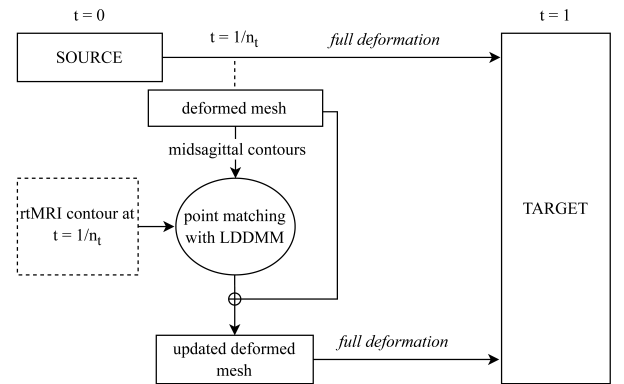 t = 0
t = 1
t = 1/nt
full deformation
SOURCE
deformed mesh
midsagittal contours
rtMRI contour at
t = 1/nt
point matching
with LDDMM
TARGET
updated deformed
mesh
full deformation